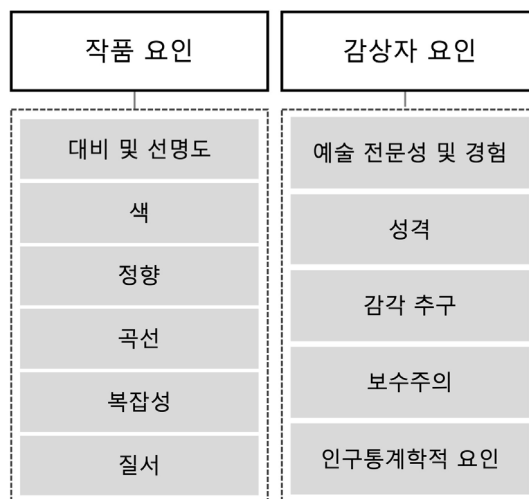 작품 요인
대비 및 선명도
색
정향
곡선
복잡성
질서
감상자 요인
예술 전문성 및 경험
성격
감각 추구
보수주의
인구통계학적 요인